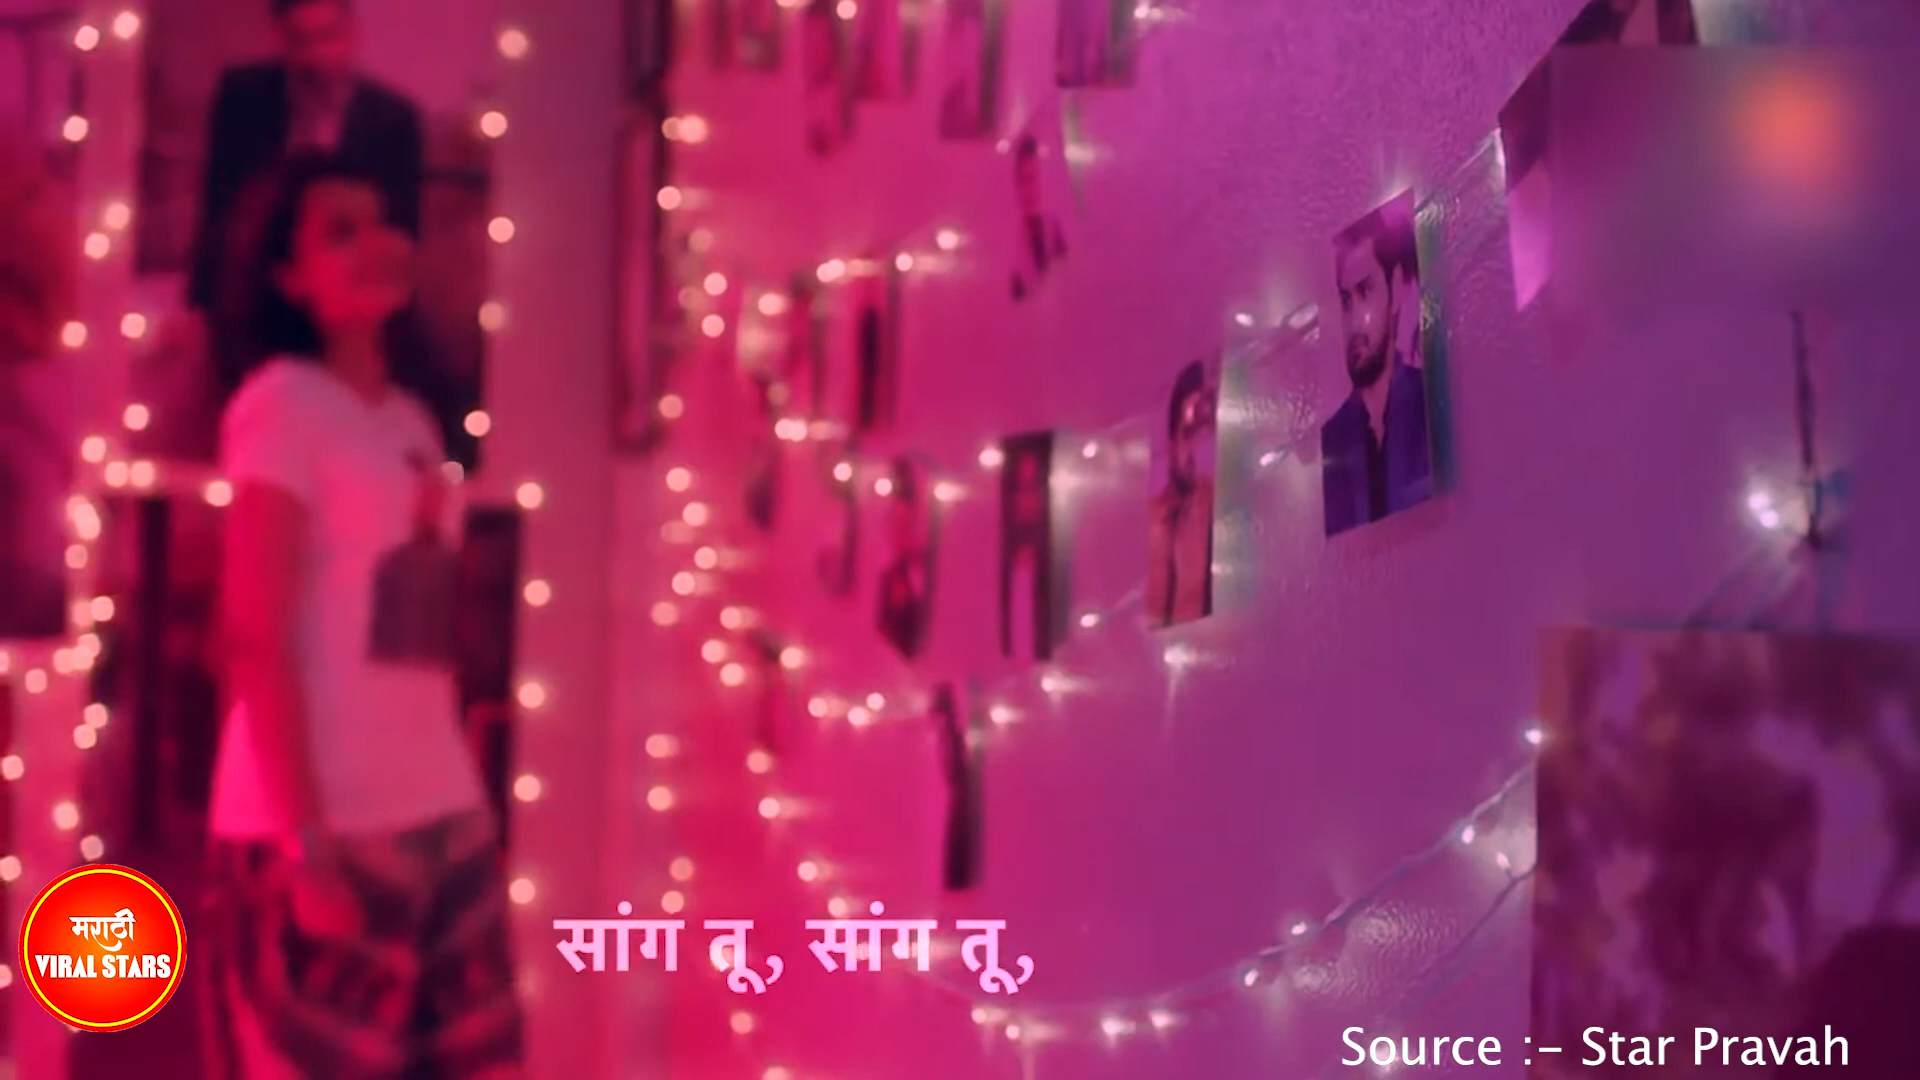 सांग तू, सांग तू,
मराठी
VIRAL STARS
Source :- Star Pravah